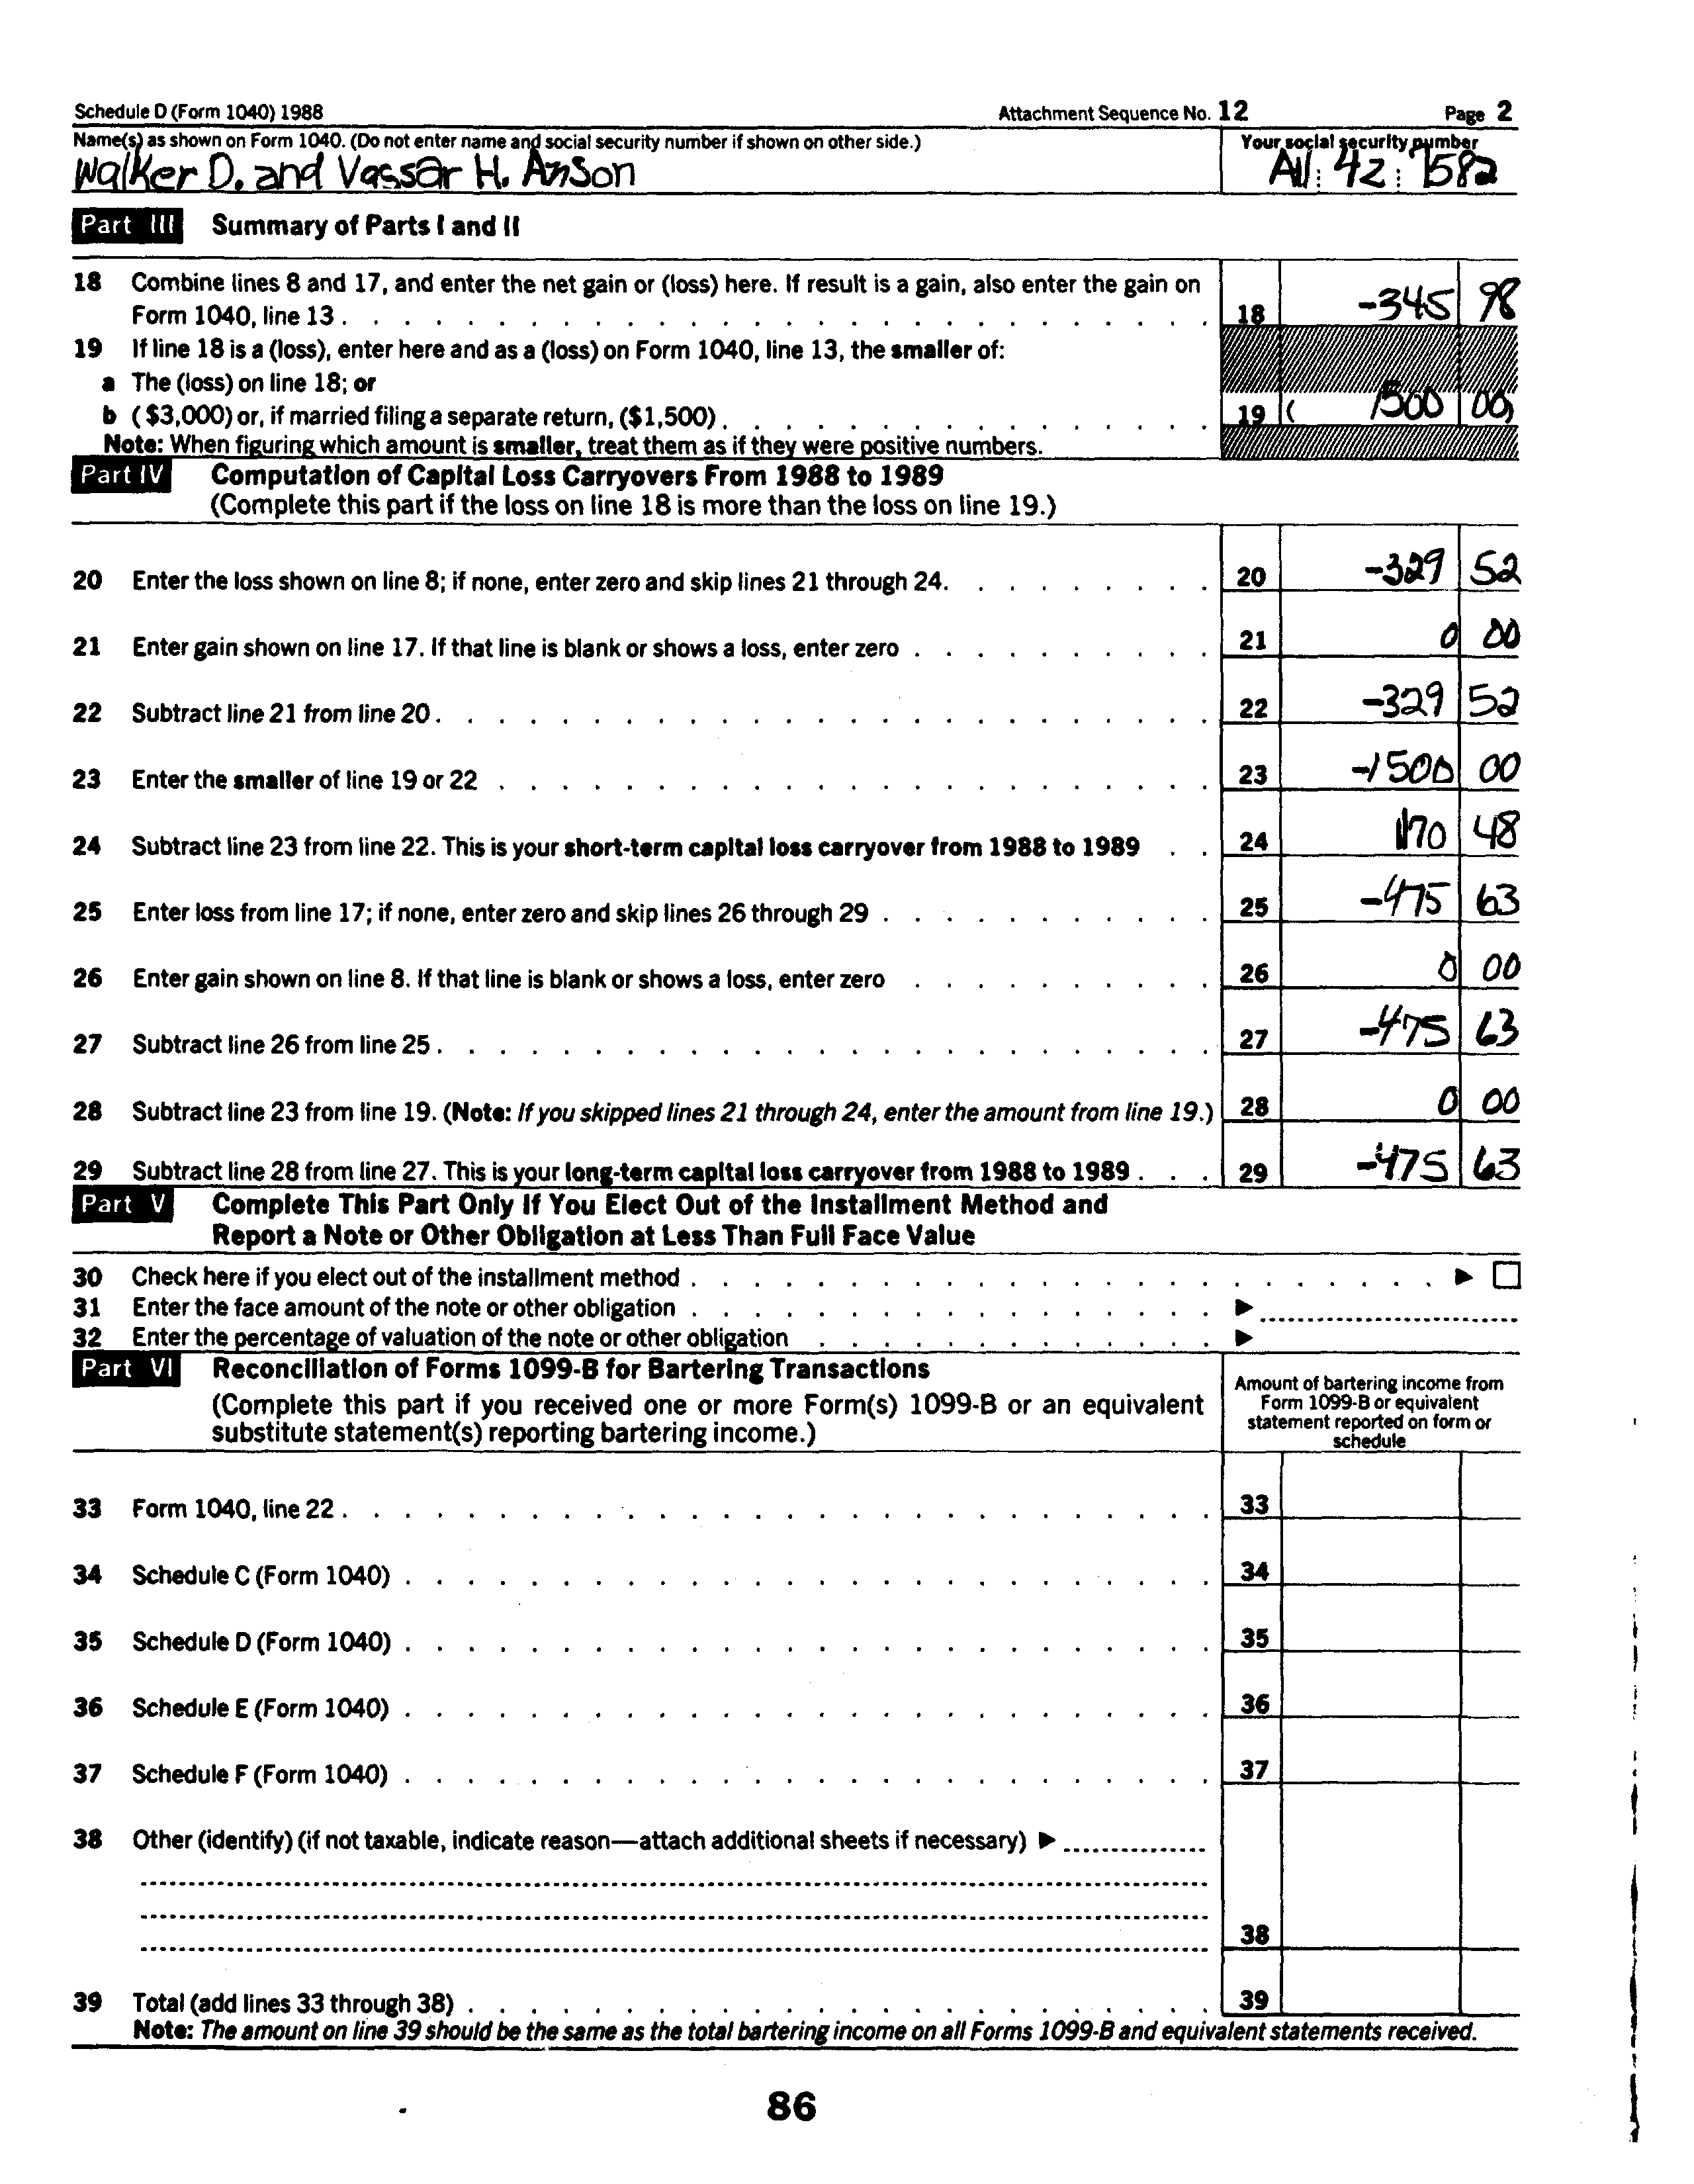 Schedule D (Form 1040) 1988 Attachment Sequence No. 12 Page 2
Name(s) as shown on Form 1040. (Do not enter name and social security number if shown on other side.) Your social security number
Walker D. and Vassar H. Anson 42 1582
Part III Summary of Parts I and II
18 Combine lines 8 and 17, and enter the net gain or (loss) here. If result is a gain, also enter the gain on
Form 1040, line 13 . . . 18 -345 98
19 If line 18 is a (loss), enter here and as a (loss) on Form 1040, line 13, the smaller of:
a The (loss) on line 18; or
b ($3,000) or, if married filing a separate return, ($1,500) . . . 19 ( 1500 00)
Note: When figuring which amount is smaller, treat them as if they were positive numbers.
Part IV Computation of Capital Loss Carryovers From 1988 to 1989
(Complete this part if the loss on line 18 is more than the loss on line 19.)
20 Enter the loss shown on line 8; if none, enter zero and skip lines 21 through 24. . . . 20 -329 52
21 Enter gain shown on line 17. If that line is blank or shows a loss, enter zero . . . 21 0 00
22 Subtract line 21 from line 20 . . . 22 -329 52
23 Enter the smaller of line 19 or 22 . . . 23 -1500 00
24 Subtract line 23 from line 22. This is your short-term capital loss carryover from 1988 to 1989 . . 24 1170 48
25 Enter loss from line 17; if none, enter zero and skip lines 26 through 29 . . . 25 -475 63
26 Enter gain shown on line 8. If that line is blank or shows a loss, enter zero . . . 26 0 00
27 Subtract line 26 from line 25 . . . 27 -475 63
28 Subtract line 23 from line 19. (Note: If you skipped lines 21 through 24, enter the amount from line 19.) 28 0 00
29 Subtract line 28 from line 27. This is your long-term capital loss carryover from 1988 to 1989 . . . 29 -475 63
Part V Complete This Part Only If You Elect Out of the Installment Method and
Report a Note or Other Obligation at Less Than Full Face Value
30 Check here if you elect out of the installment method . . . ▶ □
31 Enter the face amount of the note or other obligation . . . ▶
32 Enter the percentage of valuation of the note or other obligation . . . ▶
Part VI Reconciliation of Forms 1099-B for Bartering Transactions
(Complete this part if you received one or more Form(s) 1099-B or an equivalent
substitute statement(s) reporting bartering income.)
Amount of bartering income from
Form 1099-B or equivalent
statement reported on form or
schedule
33 Form 1040, line 22 . . . 33
34 Schedule C (Form 1040) . . . 34
35 Schedule D (Form 1040) . . . 35
36 Schedule E (Form 1040) . . . 36
37 Schedule F (Form 1040) . . . 37
38 Other (identify) (if not taxable, indicate reason—attach additional sheets if necessary) ▶
38
39 Total (add lines 33 through 38) . . . 39
Note: The amount on line 39 should be the same as the total bartering income on all Forms 1099-B and equivalent statements received.
86